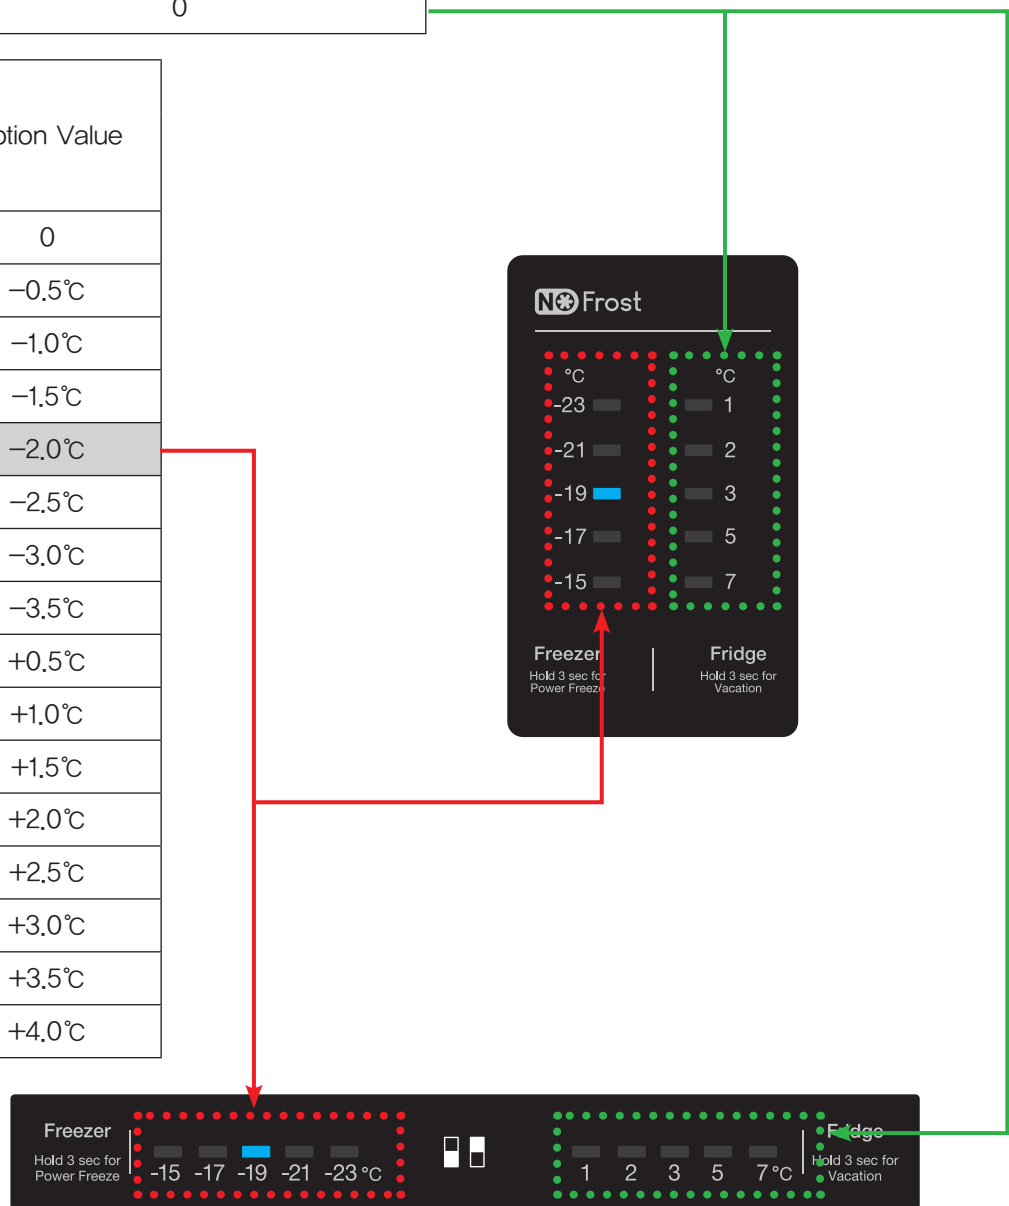 0
Value
0
−0.5℃
−1.0℃
−1.5℃
−2.0℃
−2.5℃
−3.0℃
−3.5℃
+0.5℃
+1.0℃
+1.5℃
+2.0℃
+2.5℃
+3.0℃
+3.5℃
+4.0℃
NO Frost
°C °C
-23 1
-21 2
-19 3
-17 5
-15 7
Freezer Fridge
Hold 3 sec for Hold 3 sec for
Power Freeze Vacation
Freezer Fridge
Hold 3 sec for Hold 3 sec for
Power Freeze Vacation
-15 -17 -19 -21 -23 °C 1 2 3 5 7 °C